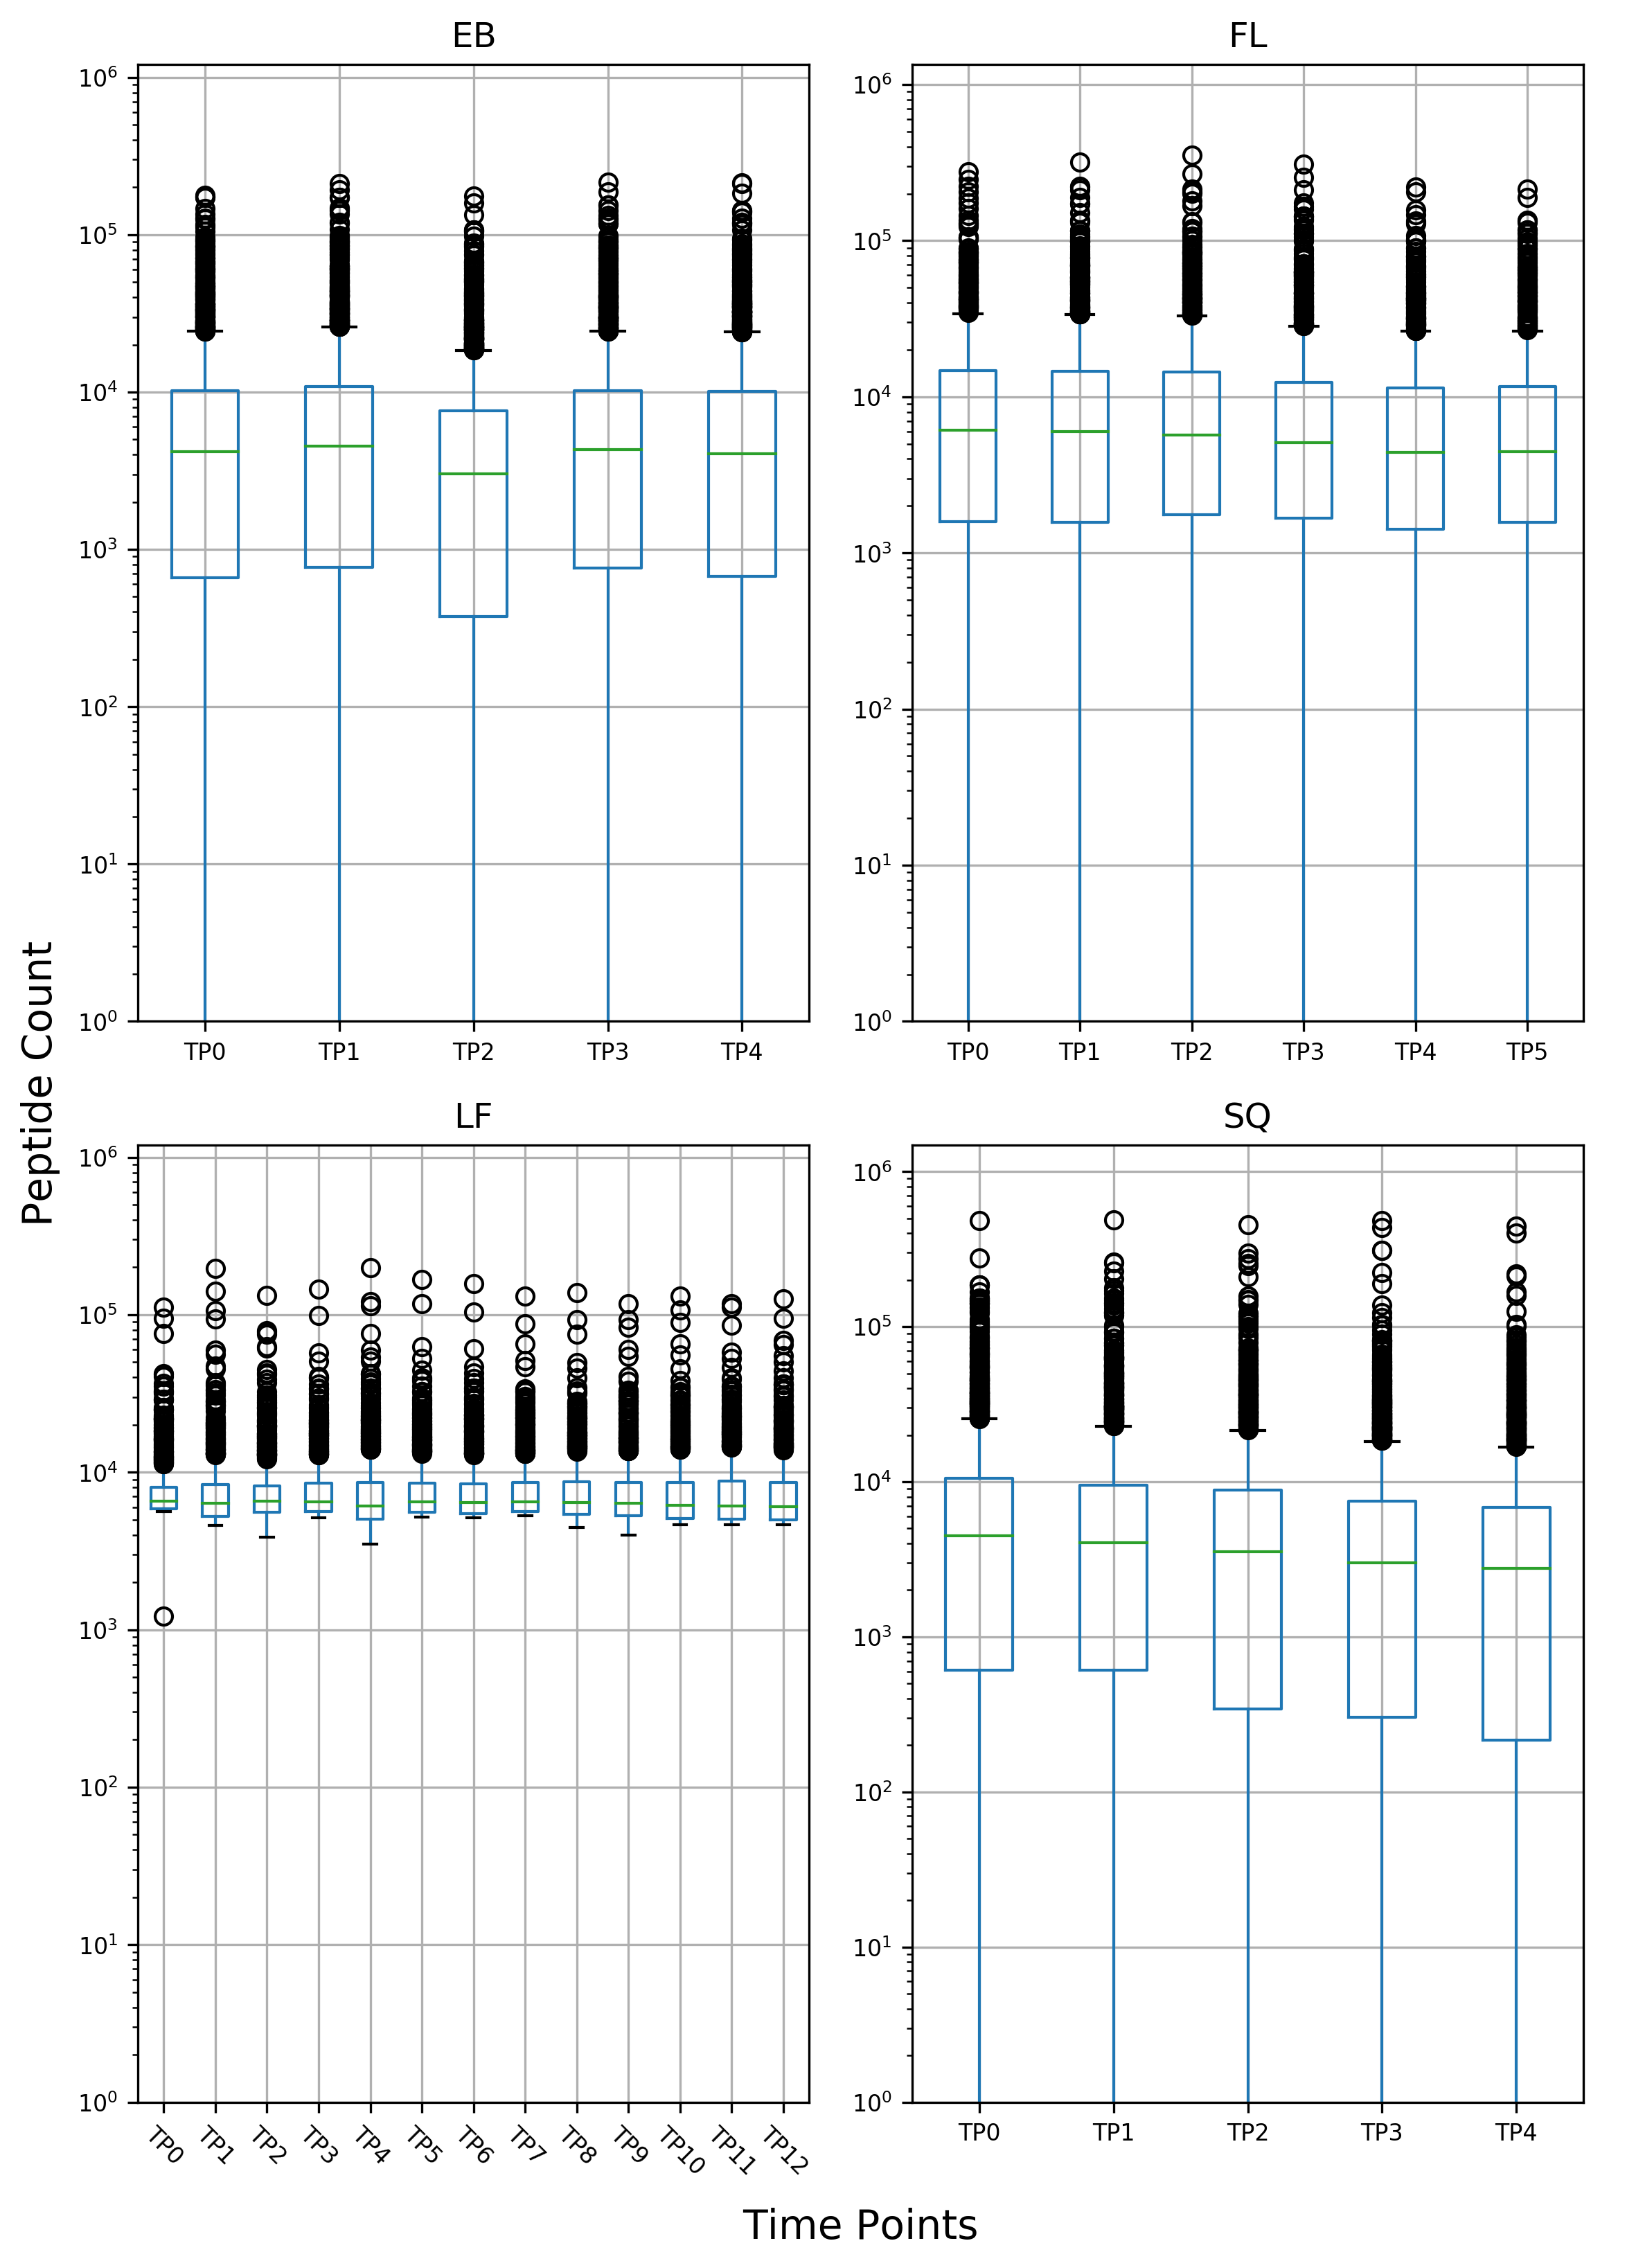 EB
10⁶
10⁵
10⁴
10³
10²
10¹
10⁰
TP0 TP1 TP2 TP3 TP4
FL
10⁶
10⁵
10⁴
10³
10²
10¹
10⁰
TP0 TP1 TP2 TP3 TP4 TP5
Peptide Count
LF
10⁶
10⁵
10⁴
10³
10²
10¹
10⁰
TP0 TP1 TP2 TP3 TP4 TP5 TP6 TP7 TP8 TP9 TP10 TP11 TP12
SQ
10⁶
10⁵
10⁴
10³
10²
10¹
10⁰
TP0 TP1 TP2 TP3 TP4
Time Points